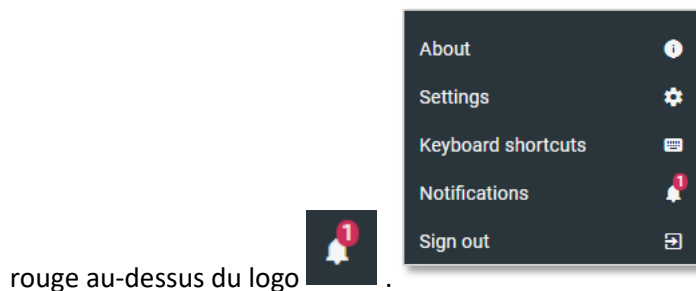 About
Settings
Keyboard shortcuts
Notifications 1
Sign out
rouge au-dessus du logo 1 .